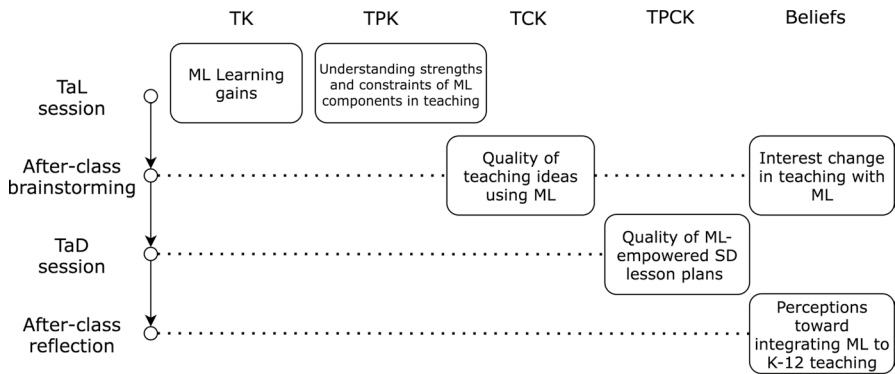 TK
TPK
TCK
TPCK
Beliefs
TaL
session
ML Learning
gains
Understanding strengths
and constraints of ML
components in teaching
After-class
brainstorming
Quality of
teaching ideas
using ML
Interest change
in teaching with
ML
TaD
session
Quality of ML-
empowered SD
lesson plans
After-class
reflection
Perceptions
toward
integrating ML to
K-12 teaching